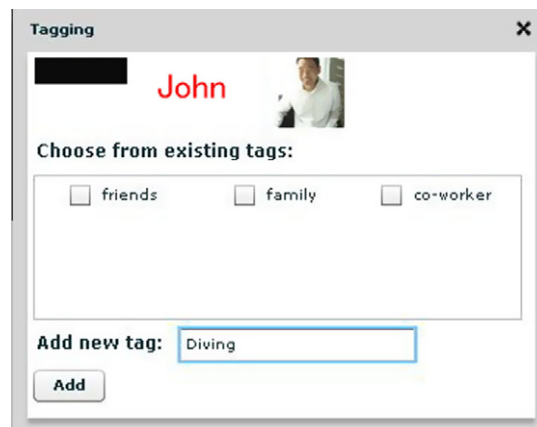 Tagging
John
Choose from existing tags:
friends family co-worker
Add new tag: Diving
Add